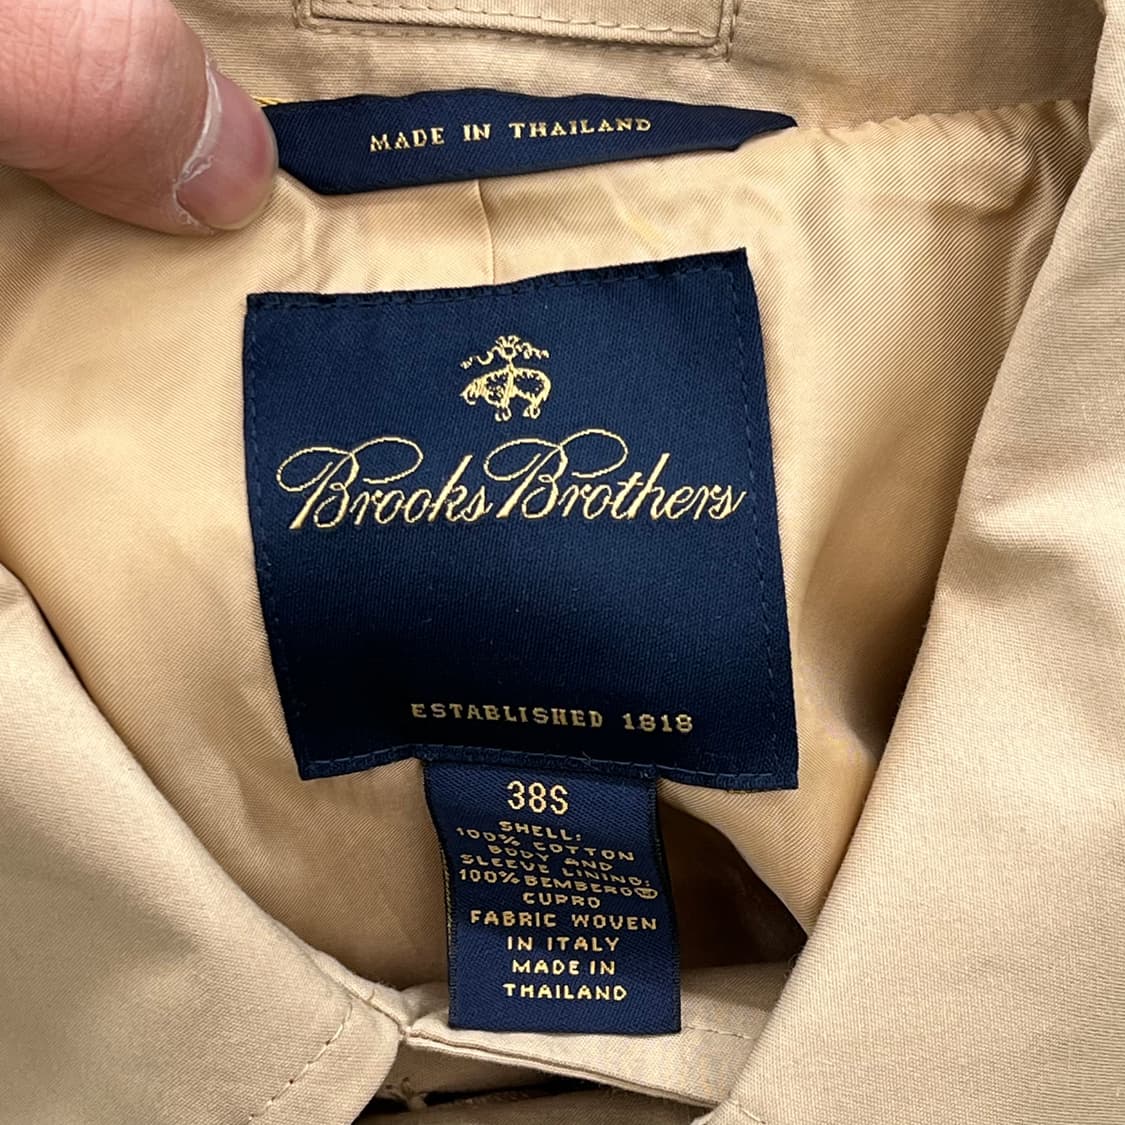 MADE IN THAILAND
Brooks Brothers
ESTABLISHED 1818
38S
SHELL:
100% COTTON
BODY AND
SLEEVE LINING:
100% BEMBERG
CUPRO
FABRIC WOVEN
IN ITALY
MADE IN
THAILAND